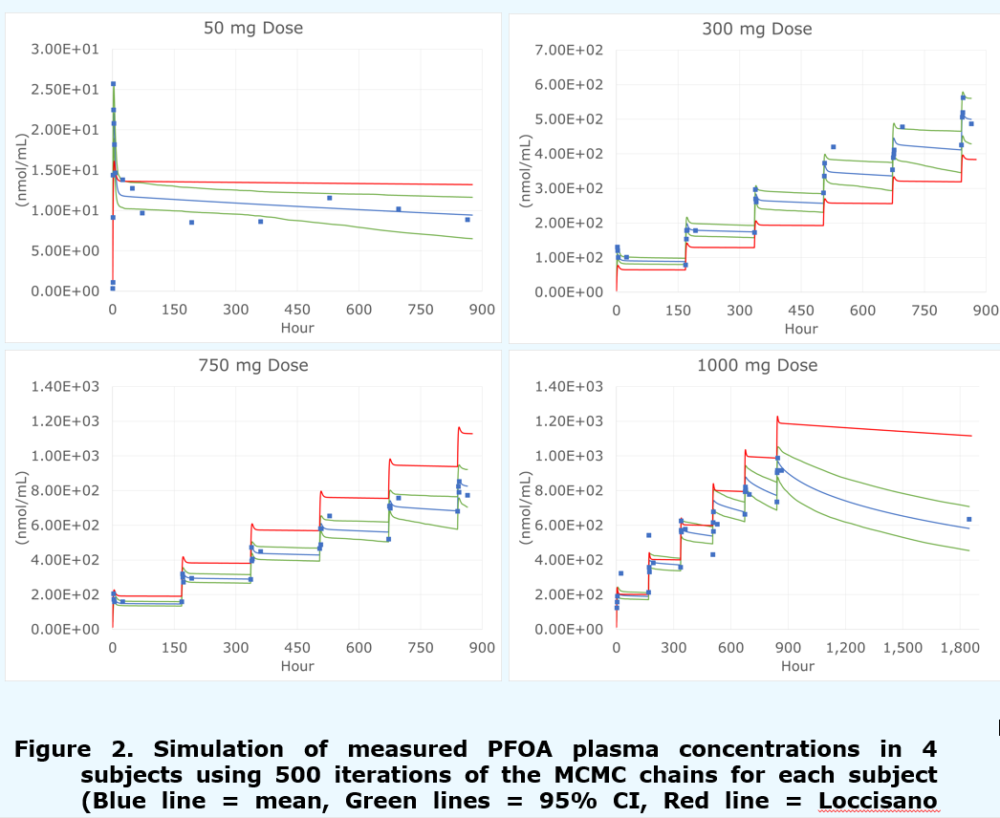 50 mg Dose
3.00E+01
2.50E+01
2.00E+01
1.50E+01
1.00E+01
5.00E+00
0.00E+00
(nmol/mL)
0 150 300 450 600 750 900
Hour
300 mg Dose
7.00E+02
6.00E+02
5.00E+02
4.00E+02
3.00E+02
2.00E+02
1.00E+02
0.00E+00
(nmol/mL)
0 150 300 450 600 750 900
Hour
750 mg Dose
1.40E+03
1.20E+03
1.00E+03
8.00E+02
6.00E+02
4.00E+02
2.00E+02
0.00E+00
(nmol/mL)
0 150 300 450 600 750 900
Hour
1000 mg Dose
1.40E+03
1.20E+03
1.00E+03
8.00E+02
6.00E+02
4.00E+02
2.00E+02
0.00E+00
(nmol/mL)
0 300 600 900 1,200 1,500 1,800
Hour
Figure 2. Simulation of measured PFOA plasma concentrations in 4
subjects using 500 iterations of the MCMC chains for each subject
(Blue line = mean, Green lines = 95% CI, Red line = Loccisano